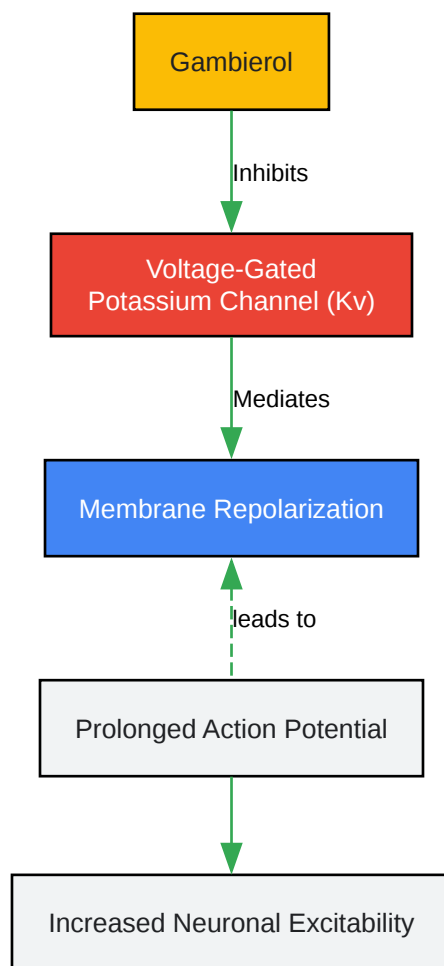 Gambierol
Inhibits
Voltage-Gated
Potassium Channel (Kv)
Mediates
Membrane Repolarization
leads to
Prolonged Action Potential
Increased Neuronal Excitability